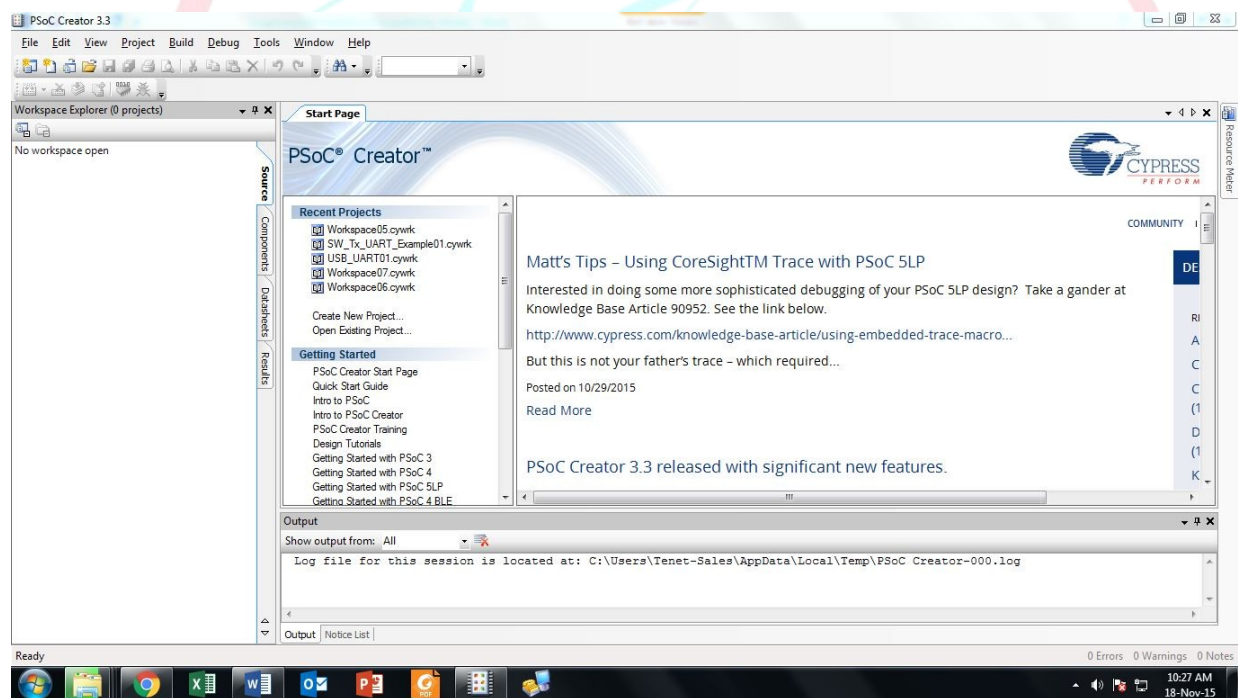 PSoC Creator 3.3
File Edit View Project Build Debug Tools Window Help
Workspace Explorer (0 projects)
No workspace open
Source
Components
Datasheets
Results
Start Page
PSoC® Creator™
CYPRESS
PERFORM
Recent Projects
Workspace05.cywrk
SW_Tx_UART_Example01.cywrk
USB_UART01.cywrk
Workspace07.cywrk
Workspace06.cywrk
Create New Project...
Open Existing Project...
Getting Started
PSoC Creator Start Page
Quick Start Guide
Intro to PSoC
Intro to PSoC Creator
PSoC Creator Training
Design Tutorials
Getting Started with PSoC 3
Getting Started with PSoC 4
Getting Started with PSoC 5LP
Getting Started with PSoC 4 BLE
COMMUNITY
Matt's Tips – Using CoreSightTM Trace with PSoC 5LP
Interested in doing some more sophisticated debugging of your PSoC 5LP design? Take a gander at
Knowledge Base Article 90952. See the link below.
http://www.cypress.com/knowledge-base-article/using-embedded-trace-macro...
But this is not your father's trace – which required...
Posted on 10/29/2015
Read More
PSoC Creator 3.3 released with significant new features.
DE
RI
A
C
C
(1
D
(1
K
Resource Meter
Output
Show output from: All
Log file for this session is located at: C:\Users\Tenet-Sales\AppData\Local\Temp\PSoC Creator-000.log
Output Notice List
Ready
0 Errors 0 Warnings 0 Notes
10:27 AM
18-Nov-15